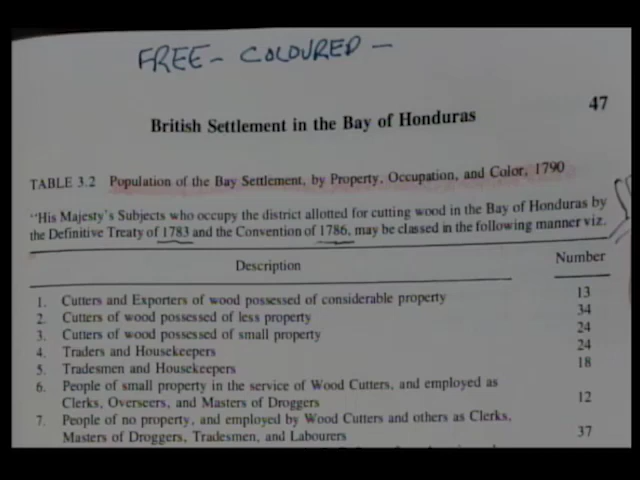 FREE - COLOURED -
47
British Settlement in the Bay of Honduras
TABLE 3.2 Population of the Bay Settlement, by Property, Occupation, and Color, 1790
"His Majesty's Subjects who occupy the district allotted for cutting wood in the Bay of Honduras by
the Definitive Treaty of 1783 and the Convention of 1786, may be classed in the following manner viz.
Description Number
1. Cutters and Exporters of wood possessed of considerable property 13
2. Cutters of wood possessed of less property 34
3. Cutters of wood possessed of small property 24
4. Traders and Housekeepers 24
5. Tradesmen and Housekeepers 18
6. People of small property in the service of Wood Cutters, and employed as
Clerks, Overseers, and Masters of Droggers 12
7. People of no property, and employed by Wood Cutters and others as Clerks,
Masters of Droggers, Tradesmen, and Labourers 37